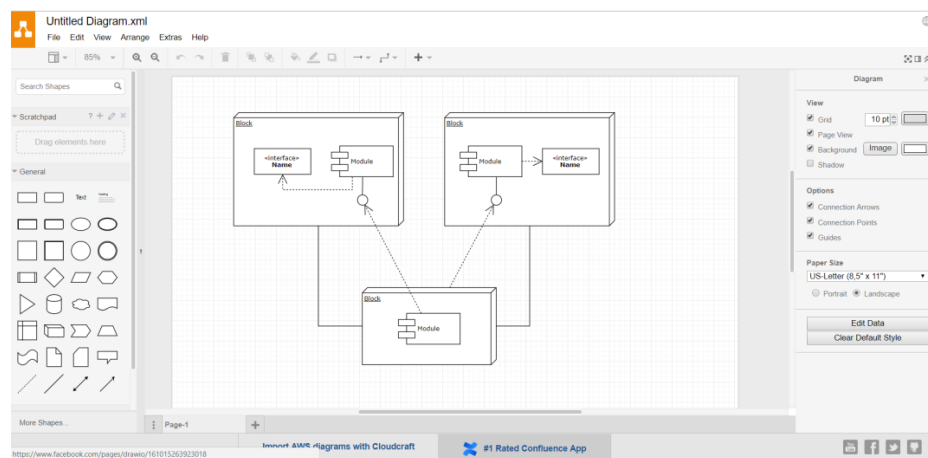 Untitled Diagram.xml
File Edit View Arrange Extras Help
85%
Search Shapes
Scratchpad
?
Drag elements here
General
Text
More Shapes...
Block
«interface»
Name
Module
Block
Module
«interface»
Name
Block
Module
Page-1
Import AWS diagrams with Cloudcraft
#1 Rated Confluence App
https://www.facebook.com/pages/drawio/161015263923018
Diagram
View
Grid 10 pt
Page View
Background Image
Shadow
Options
Connection Arrows
Connection Points
Guides
Paper Size
US-Letter (8,5" x 11")
Portrait Landscape
Edit Data
Clear Default Style